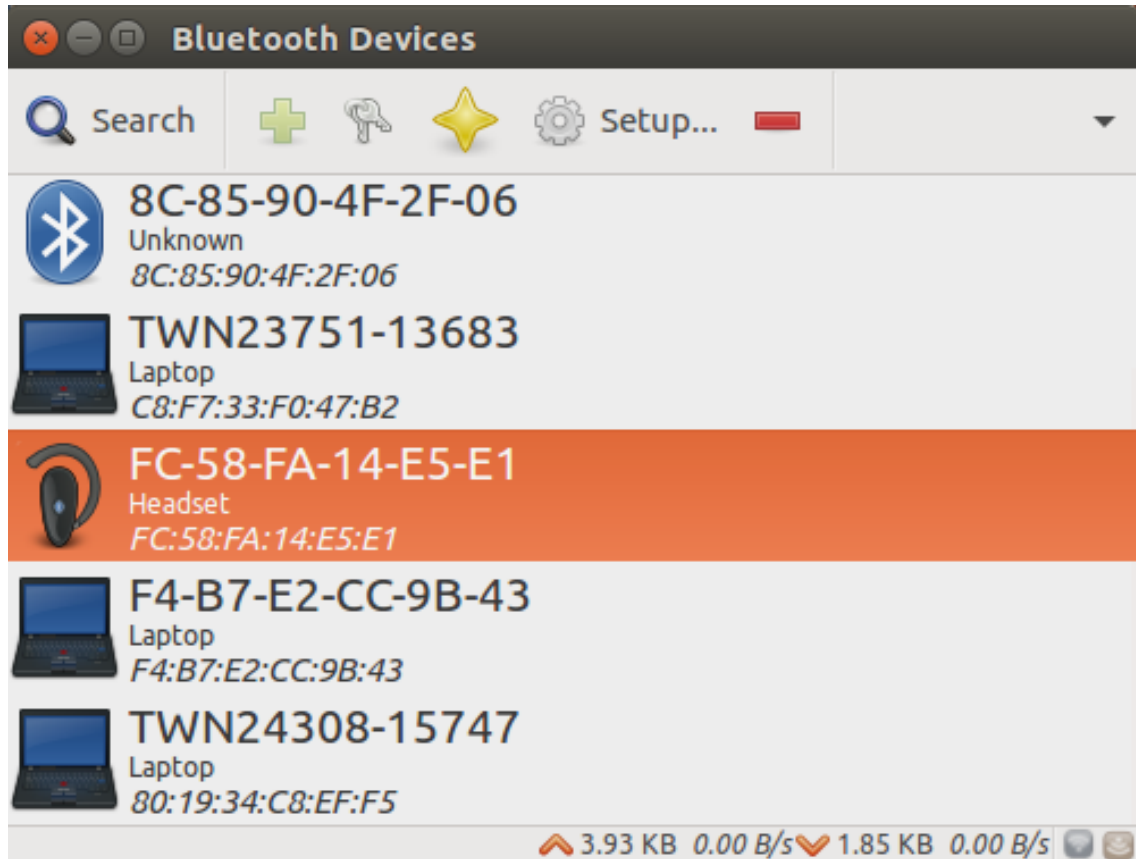 Bluetooth Devices
Search Setup...
8C-85-90-4F-2F-06
Unknown
8C:85:90:4F:2F:06
TWN23751-13683
Laptop
C8:F7:33:F0:47:B2
FC-58-FA-14-E5-E1
Headset
FC:58:FA:14:E5:E1
F4-B7-E2-CC-9B-43
Laptop
F4:B7:E2:CC:9B:43
TWN24308-15747
Laptop
80:19:34:C8:EF:F5
3.93 KB 0.00 B/s 1.85 KB 0.00 B/s